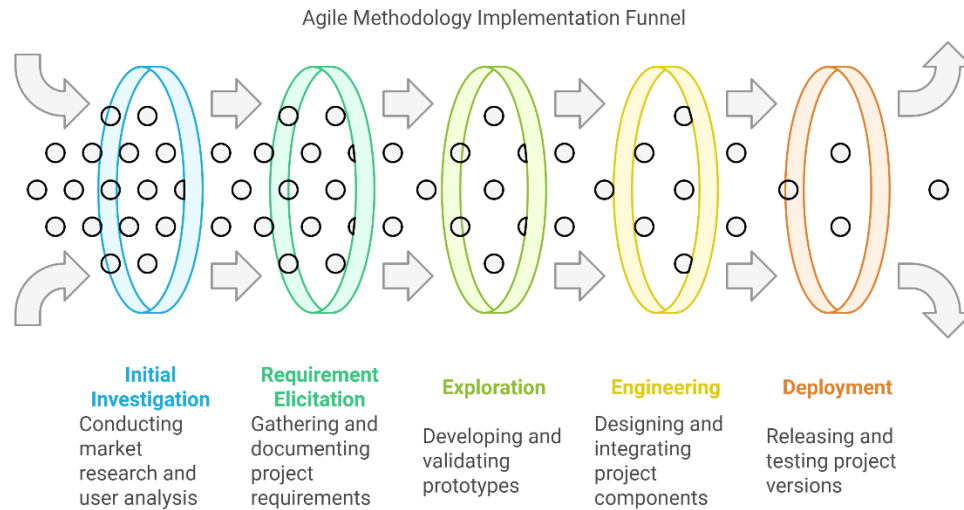 Agile Methodology Implementation Funnel
Initial
Investigation
Conducting
market
research and
user analysis
Requirement
Elicitation
Gathering and
documenting
project
requirements
Exploration
Developing and
validating
prototypes
Engineering
Designing and
integrating
project
components
Deployment
Releasing and
testing project
versions